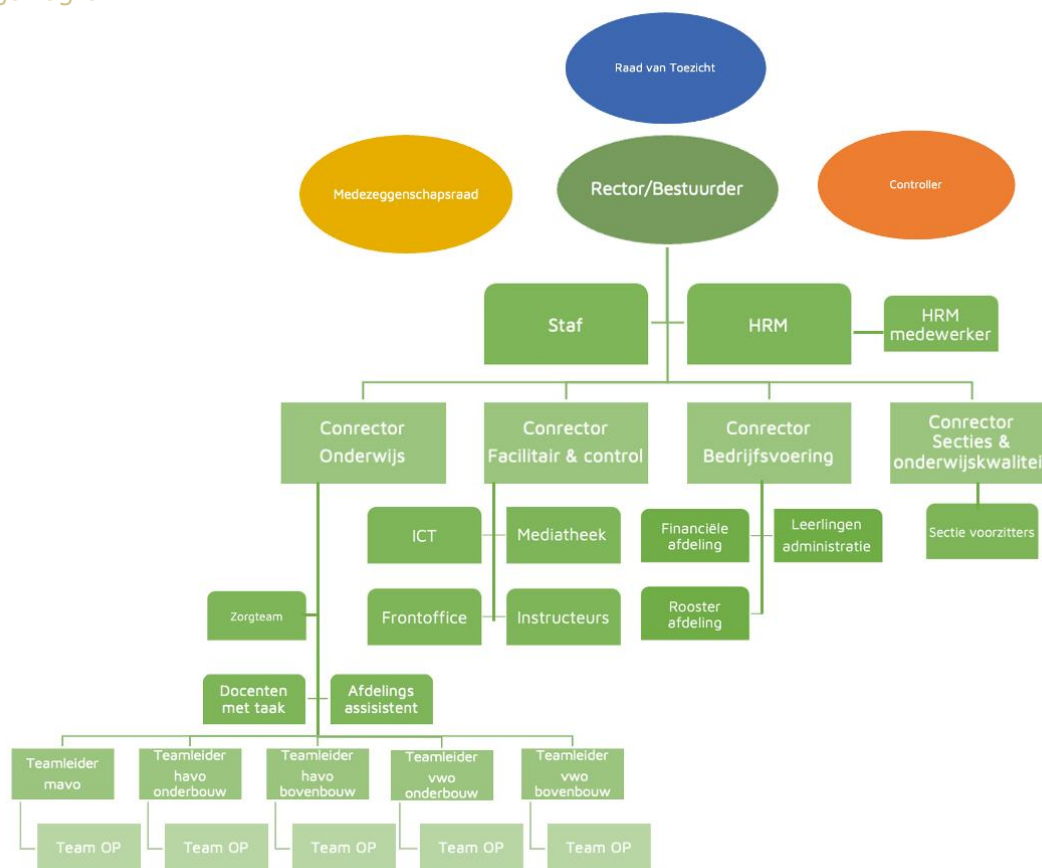 Raad van Toezicht
Medezeggenschapsraad
Rector/Bestuurder
Controller
Staf
HRM
HRM
medewerker
Conrector
Onderwijs
Conrector
Facilitair & control
Conrector
Bedrijfsvoering
Conrector
Secties &
onderwijskwalitei
ICT
Mediatheek
Financiële
afdeling
Leerlingen
administratie
Sectie voorzitters
Zorgteam
Frontoffice
Instructeurs
Rooster
afdeling
Docenten
met taak
Afdelings
assisistent
Teamleider
mavo
Teamleider
havo
onderbouw
Teamleider
havo
bovenbouw
Teamleider
vwo
onderbouw
Teamleider
vwo
bovenbouw
Team OP
Team OP
Team OP
Team OP
Team OP